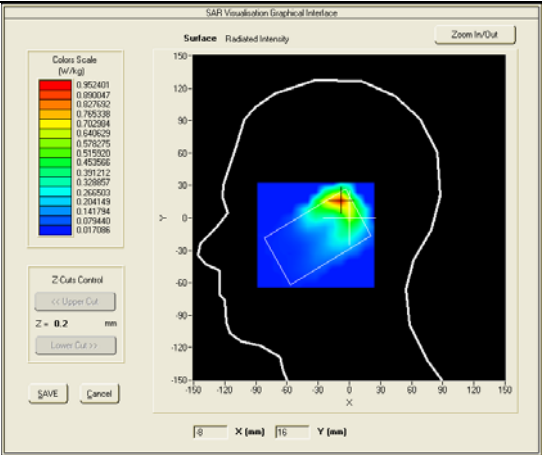 SAR Visualisation Graphical Interface
Surface Radiated Intensity
Zoom In/Out
Colors Scale
(W/kg)
0.952401
0.890047
0.827692
0.765338
0.702984
0.640629
0.578275
0.515920
0.453566
0.391212
0.328857
0.266503
0.204149
0.141794
0.079440
0.017086
Z-Cuts Control
<< Upper Cut
Z = 0.2 mm
Lower Cut >>
SAVE Cancel
150-
120-
90-
60-
30-
0-
-30-
-60-
-90-
-120-
-150-
Y
-150 -120 -90 -60 -30 0 30 60 90 120 150
X
-8 X (mm) 16 Y (mm)